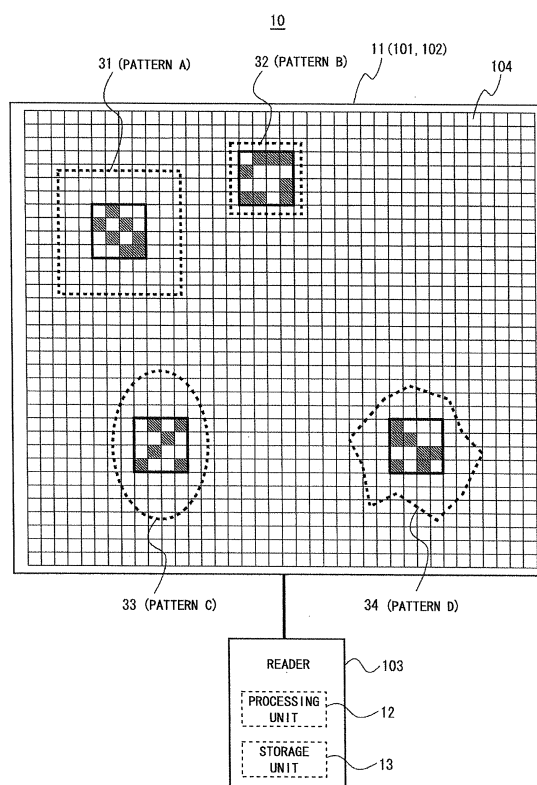 10
31 (PATTERN A)
32 (PATTERN B)
11 (101, 102)
104
33 (PATTERN C)
34 (PATTERN D)
READER
103
PROCESSING
UNIT
12
STORAGE
UNIT
13